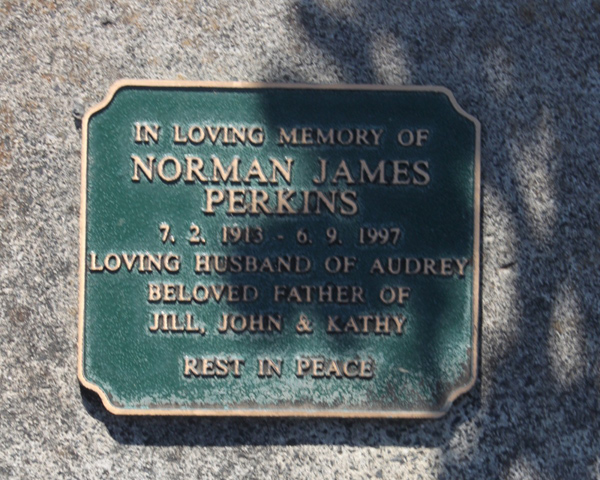 IN LOVING MEMORY OF
NORMAN JAMES
PERKINS
7. 2. 1913 - 6. 9. 1997
LOVING HUSBAND OF AUDREY
BELOVED FATHER OF
JILL, JOHN & KATHY
REST IN PEACE